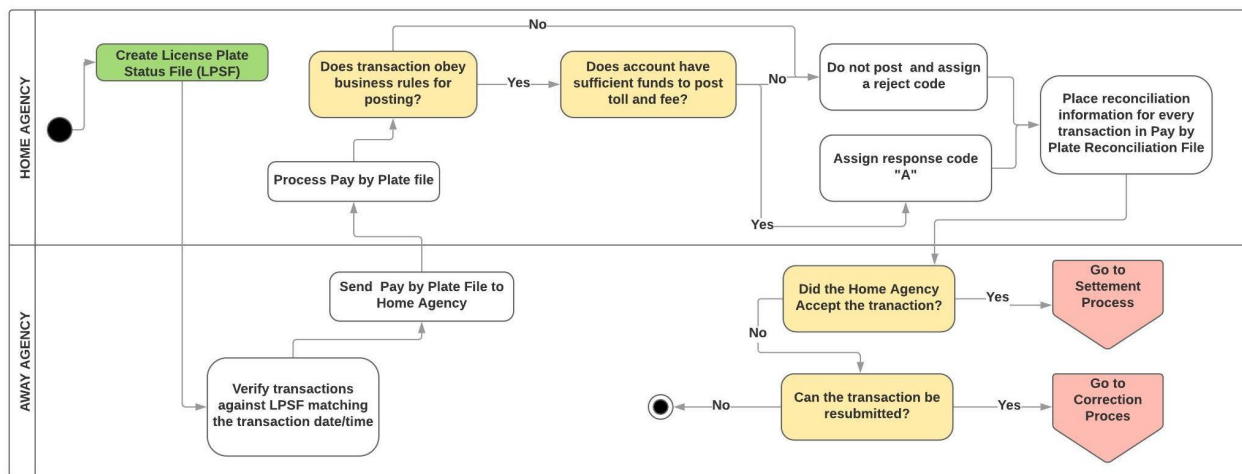 HOME AGENCY
Create License Plate
Status File (LPSF)
Does transaction obey
business rules for
posting?
No
Yes
Does account have
sufficient funds to post
toll and fee?
No
Yes
Do not post and assign
a reject code
Assign response code
"A"
Place reconciliation
information for every
transaction in Pay by
Plate Reconciliation File
Process Pay by Plate file
AWAY AGENCY
Send Pay by Plate File to
Home Agency
Verify transactions
against LPSF matching
the transaction date/time
Did the Home Agency
Accept the tranaction?
Yes
Go to
Settement
Process
No
Can the transaction be
resubmitted?
No
Yes
Go to
Correction
Proces